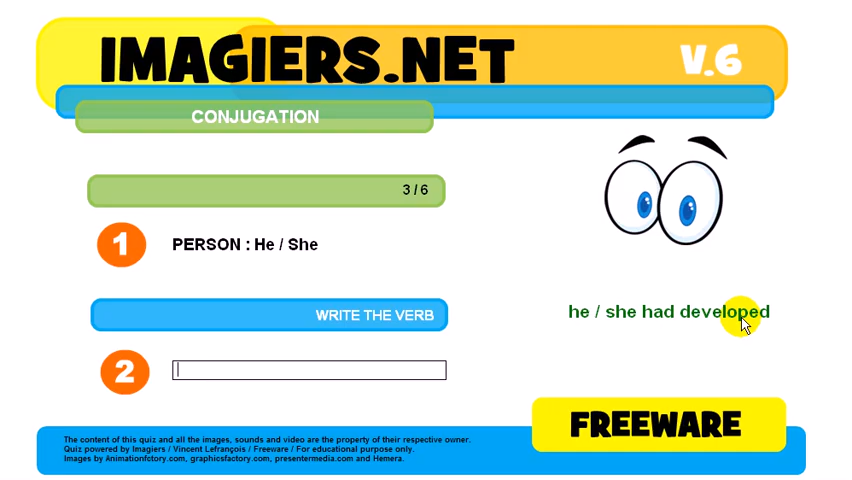 IMAGIERS.NET
V.6
CONJUGATION
3 / 6
1
PERSON : He / She
WRITE THE VERB
he / she had developed
2
FREEWARE
The content of this quiz and all the images, sounds and video are the property of their respective owner.
Quiz powered by Imagiers / Vincent Lefrançois / Freeware / For educational purpose only.
Images by Animationfctory.com, graphicsfactory.com, presentermedia.com and Hemera.